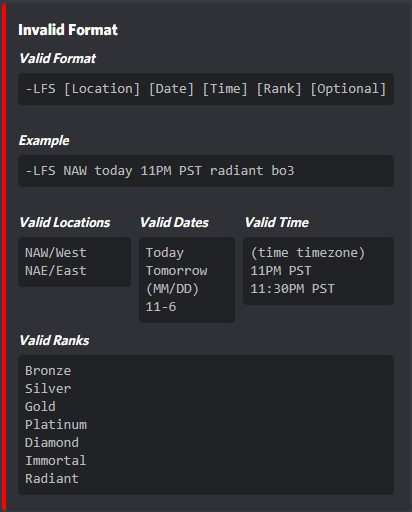 Invalid Format
Valid Format
-LFS [Location] [Date] [Time] [Rank] [Optional]
Example
-LFS NAW today 11PM PST radiant bo3
Valid Locations
NAW/West
NAE/East
Valid Dates
Today
Tomorrow
(MM/DD)
11-6
Valid Time
(time timezone)
11PM PST
11:30PM PST
Valid Ranks
Bronze
Silver
Gold
Platinum
Diamond
Immortal
Radiant